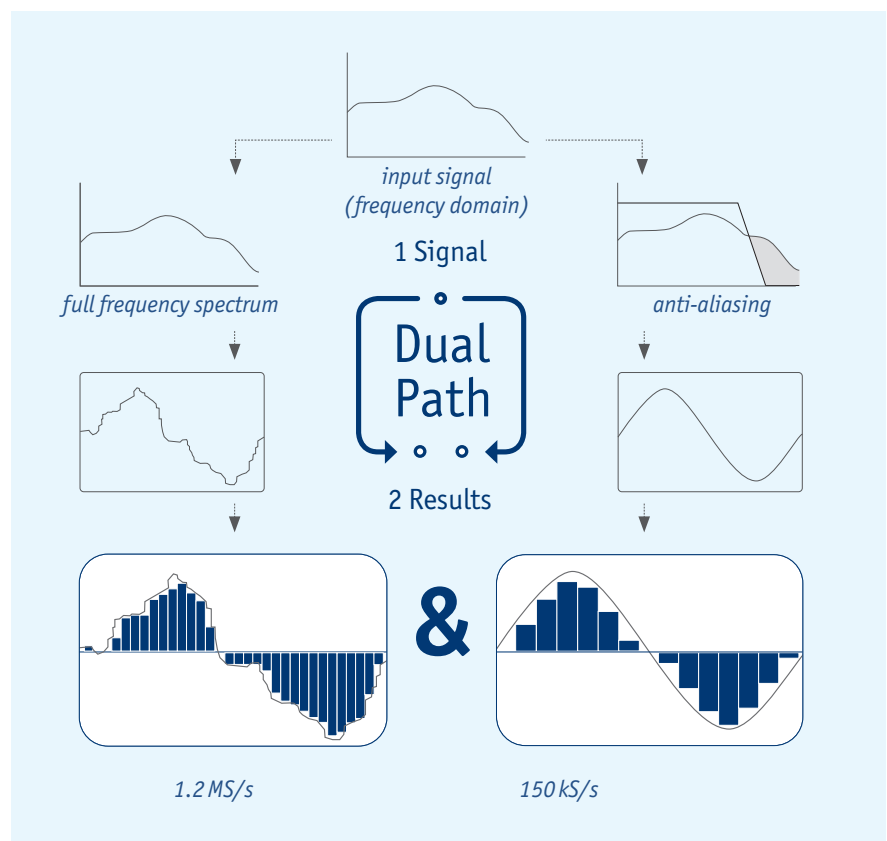 input signal
(frequency domain)
1 Signal
full frequency spectrum
anti-aliasing
Dual
Path
2 Results
&
1.2 MS/s
150 kS/s